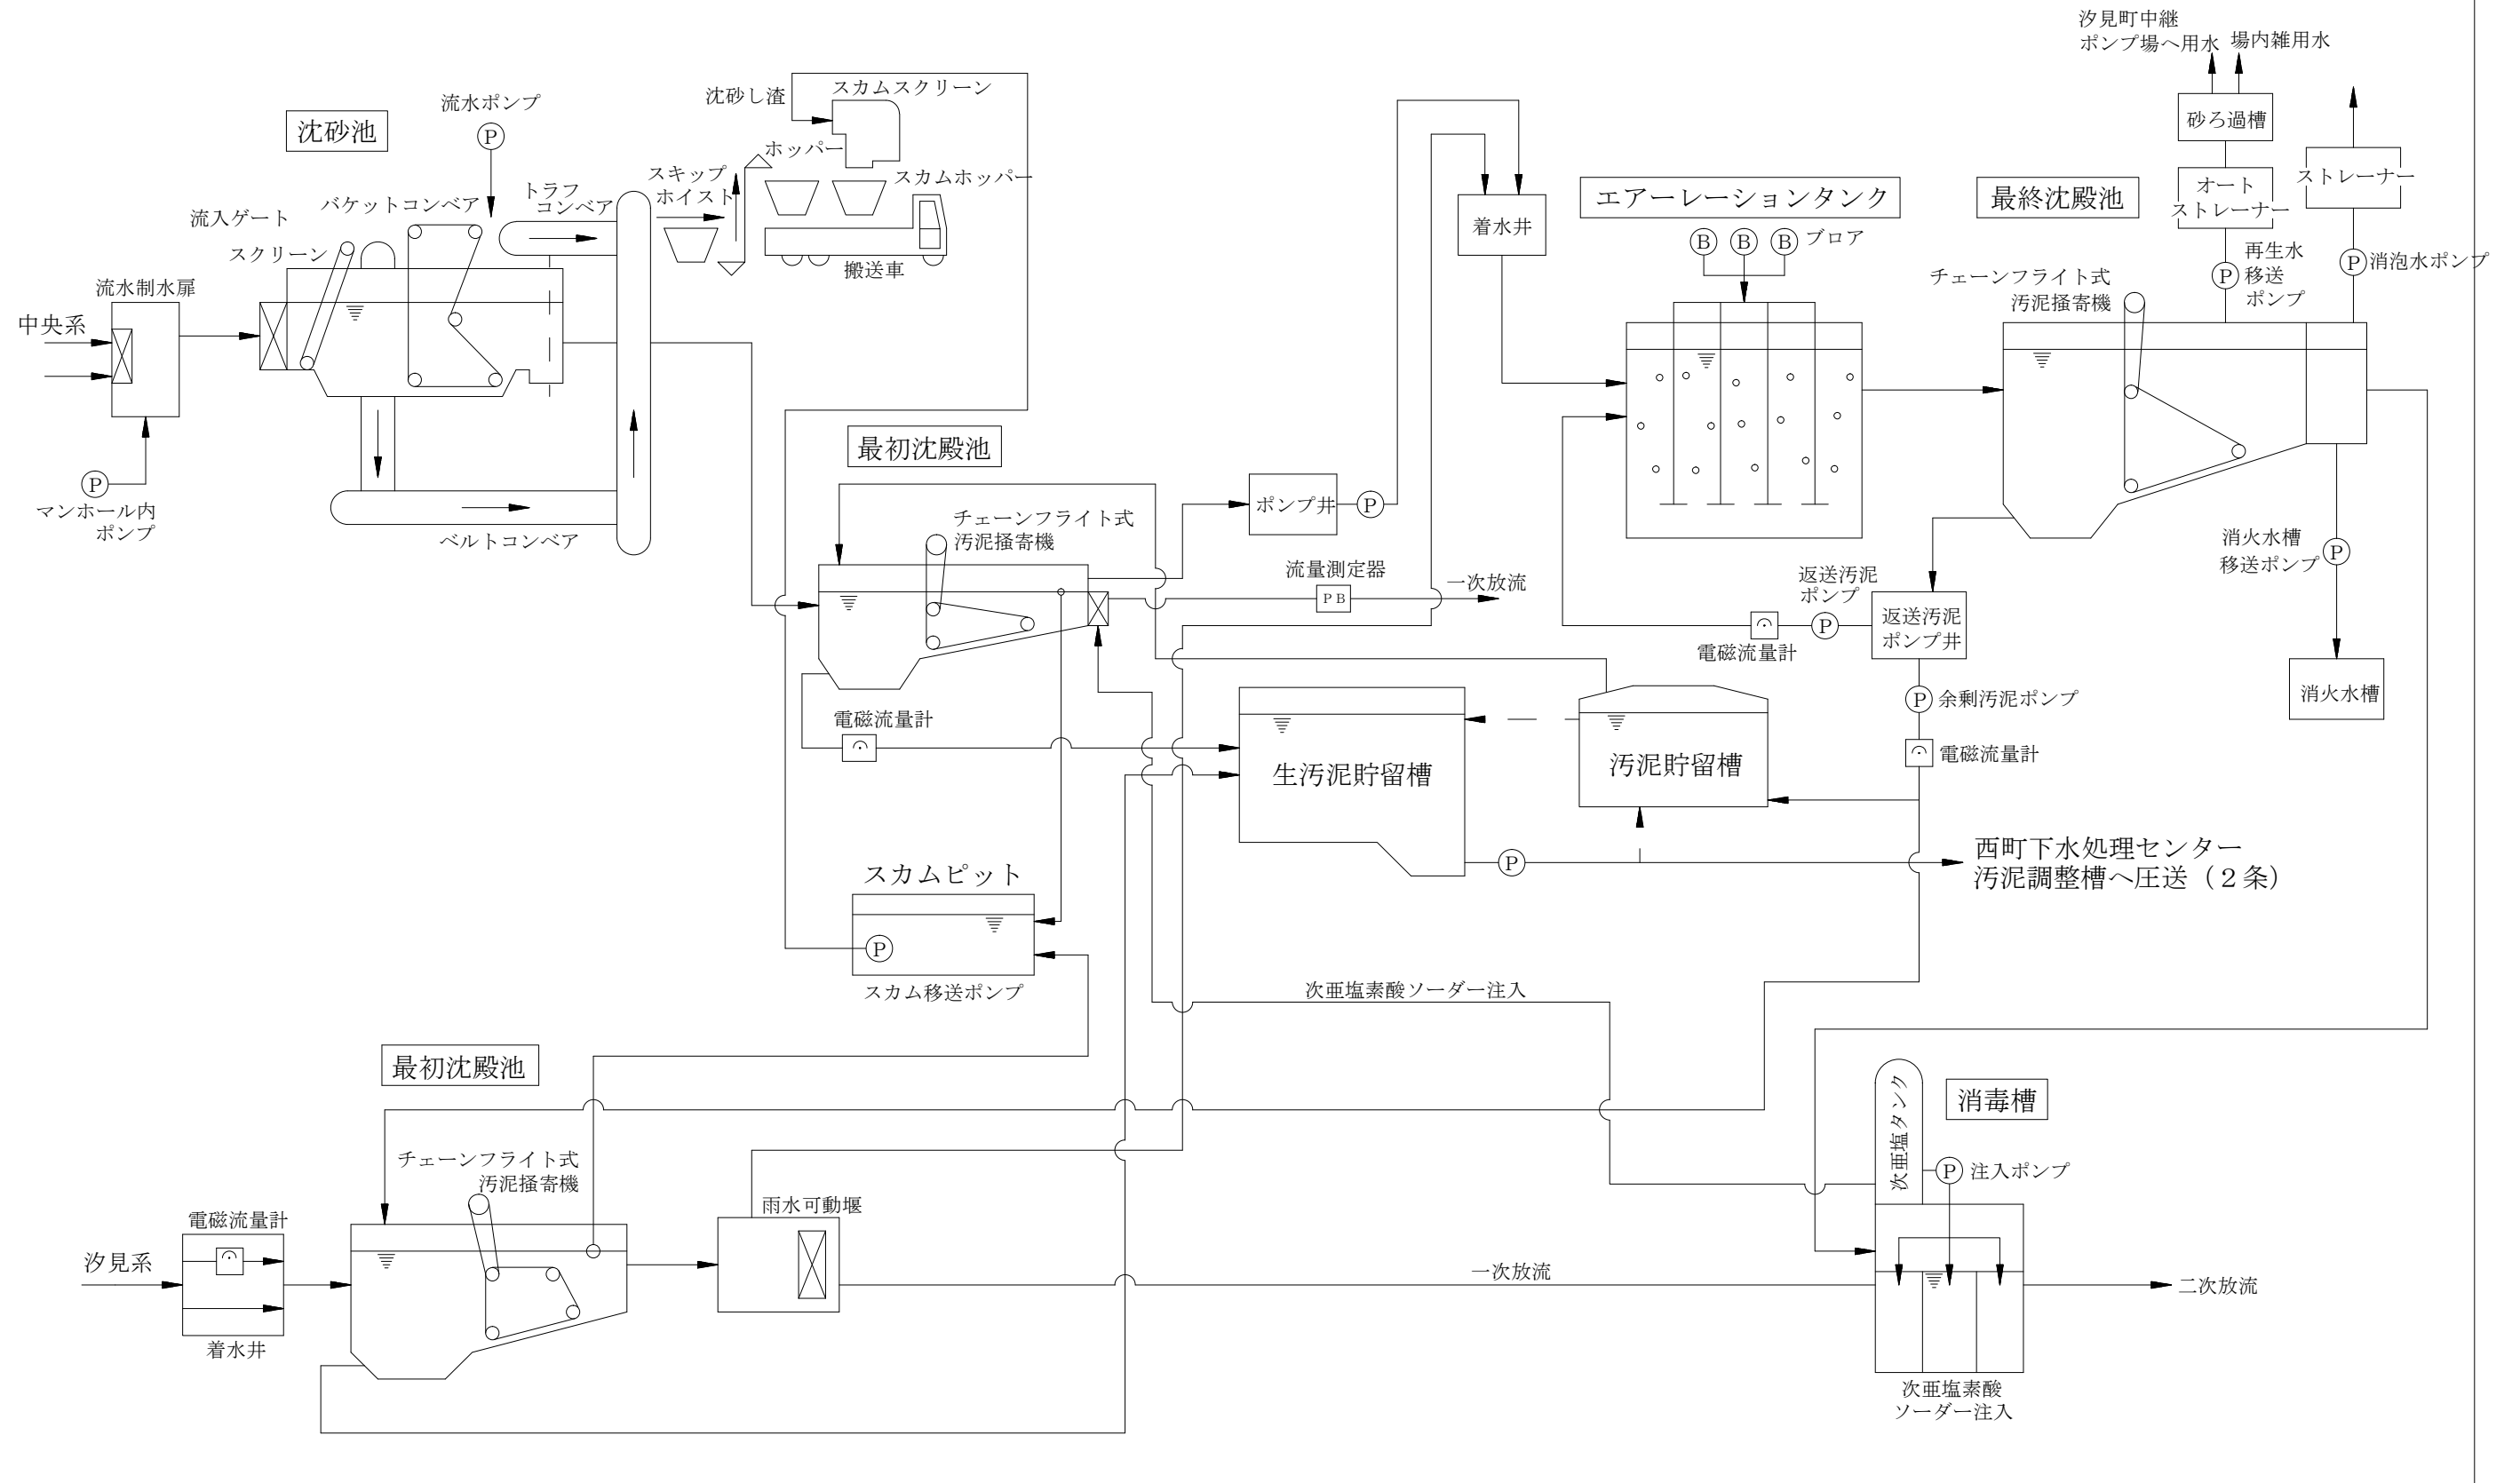 汐見町中継
ポンプ場へ用水
場内雑用水
砂ろ過槽
オート
ストレーナー
ストレーナー
再生水
移送
ポンプ
P
P
消泡水ポンプ
流水ポンプ
P
沈砂池
沈砂し渣
スカムスクリーン
ホッパー
スカムホッパー
スキップ
ホイスト
搬送車
トラフ
コンベア
バケットコンベア
流入ゲート
スクリーン
流水制水扉
中央系
P
マンホール内
ポンプ
ベルトコンベア
着水井
エアーレーションタンク
B
B
B
ブロア
最終沈殿池
チェーンフライト式
汚泥掻寄機
最初沈殿池
チェーンフライト式
汚泥掻寄機
ポンプ井
P
流量測定器
PB
一次放流
返送汚泥
ポンプ
P
電磁流量計
返送汚泥
ポンプ井
P
余剰汚泥ポンプ
電磁流量計
消火水槽
移送ポンプ
P
消火水槽
電磁流量計
生汚泥貯留槽
汚泥貯留槽
P
西町下水処理センター
汚泥調整槽へ圧送(2条)
スカムピット
P
スカム移送ポンプ
次亜塩素酸ソーダー注入
最初沈殿池
チェーンフライト式
汚泥掻寄機
電磁流量計
汐見系
着水井
雨水可動堰
一次放流
次亜塩タンク
消毒槽
P
注入ポンプ
二次放流
次亜塩素酸
ソーダー注入